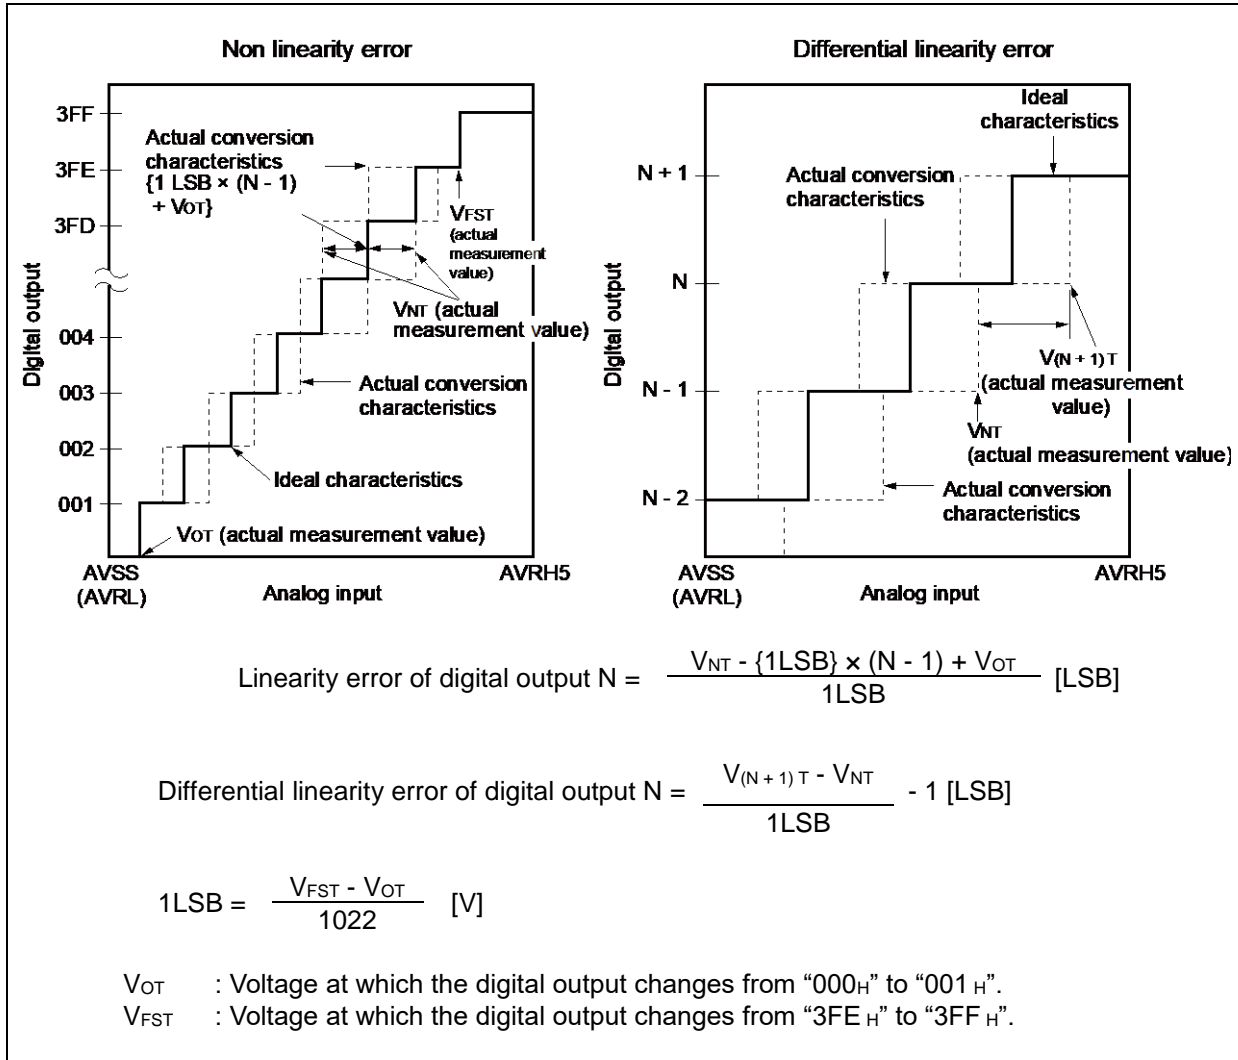 Non linearity error
3FF
3FE
3FD
004
003
002
001
Digital output
Actual conversion
characteristics
{1 LSB × (N - 1)
+ VOT}
VFST
(actual
measurement
value)
VNT (actual
measurement value)
Actual conversion
characteristics
Ideal characteristics
VOT (actual measurement value)
AVSS
(AVRL)
Analog input
AVRH5
Differential linearity error
N + 1
N
N - 1
N - 2
Digital output
Ideal
characteristics
Actual conversion
characteristics
V(N + 1) T
(actual measurement
value)
VNT
(actual measurement value)
Actual conversion
characteristics
AVSS
(AVRL)
Analog input
AVRH5
Linearity error of digital output N =
VNT - {1LSB} × (N - 1) + VOT
1LSB
[LSB]
Differential linearity error of digital output N =
V(N + 1) T - VNT
1LSB
- 1 [LSB]
1LSB =
VFST - VOT
1022
[V]
VOT : Voltage at which the digital output changes from “000H” to “001 H”.
VFST : Voltage at which the digital output changes from “3FE H” to “3FF H”.